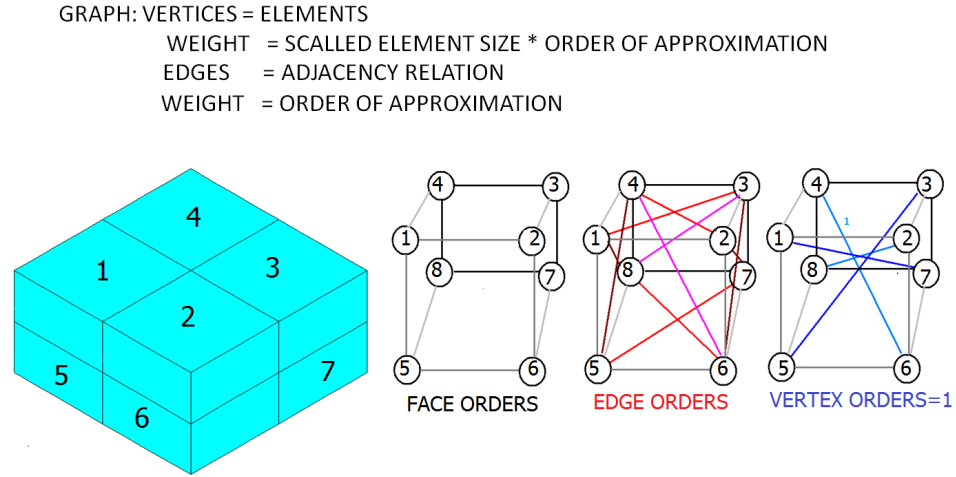 GRAPH: VERTICES = ELEMENTS
WEIGHT = SCALLED ELEMENT SIZE * ORDER OF APPROXIMATION
EDGES = ADJACENCY RELATION
WEIGHT = ORDER OF APPROXIMATION
4
1
3
2
5
7
6
4 3
1 2
8 7
5 6
FACE ORDERS
4 3
1 2
8 7
5 6
EDGE ORDERS
4 3
1
1 2
8 7
5 6
VERTEX ORDERS=1